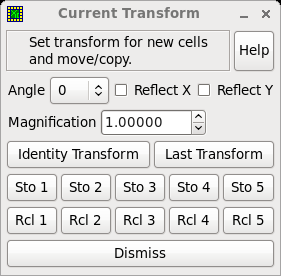 Current Transform
Set transform for new cells
and move/copy.
Help
Angle 0 Reflect X Reflect Y
Magnification 1.00000
Identity Transform Last Transform
Sto 1 Sto 2 Sto 3 Sto 4 Sto 5
Rcl 1 Rcl 2 Rcl 3 Rcl 4 Rcl 5
Dismiss